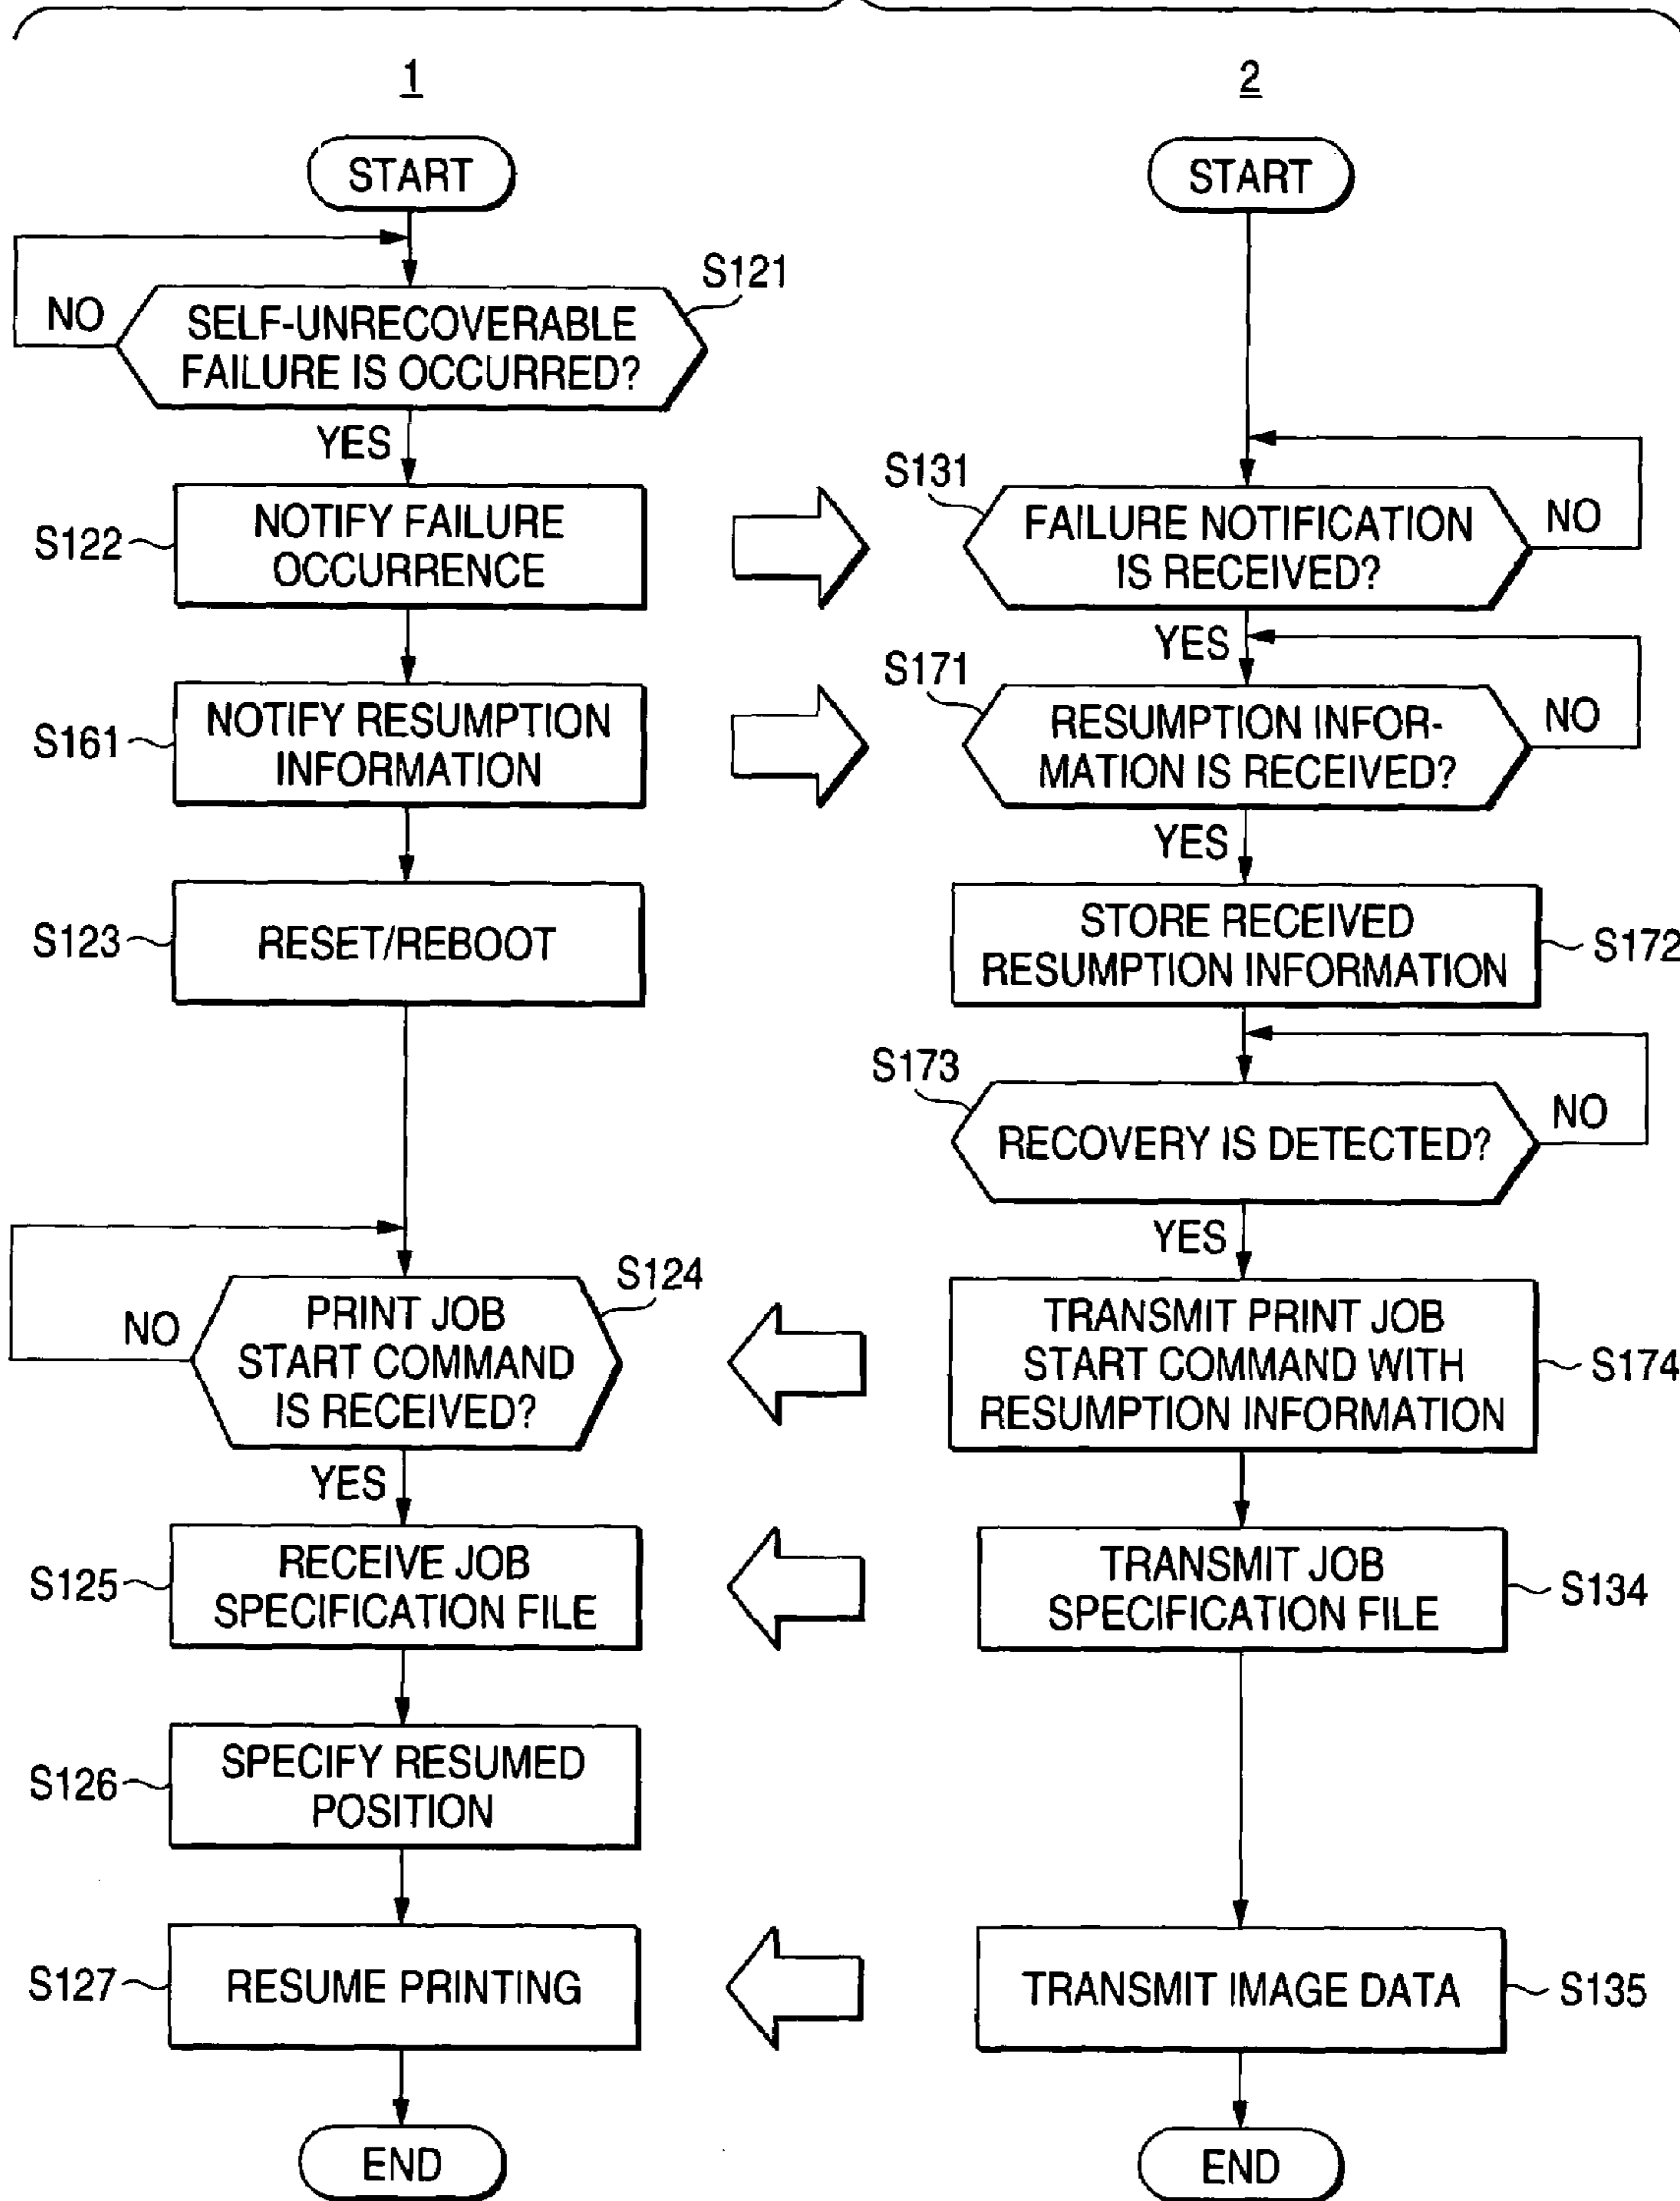 1
START
S121
NO
SELF-UNRECOVERABLE
FAILURE IS OCCURRED?
YES
S122
NOTIFY FAILURE
OCCURRENCE
S161
NOTIFY RESUMPTION
INFORMATION
S123
RESET/REBOOT
S124
NO
PRINT JOB
START COMMAND
IS RECEIVED?
YES
S125
RECEIVE JOB
SPECIFICATION FILE
S126
SPECIFY RESUMED
POSITION
S127
RESUME PRINTING
END
2
START
S131
FAILURE NOTIFICATION
IS RECEIVED?
NO
YES
S171
RESUMPTION INFOR-
MATION IS RECEIVED?
NO
YES
STORE RECEIVED
RESUMPTION INFORMATION
S172
S173
RECOVERY IS DETECTED?
NO
YES
TRANSMIT PRINT JOB
START COMMAND WITH
RESUMPTION INFORMATION
S174
TRANSMIT JOB
SPECIFICATION FILE
S134
TRANSMIT IMAGE DATA
S135
END